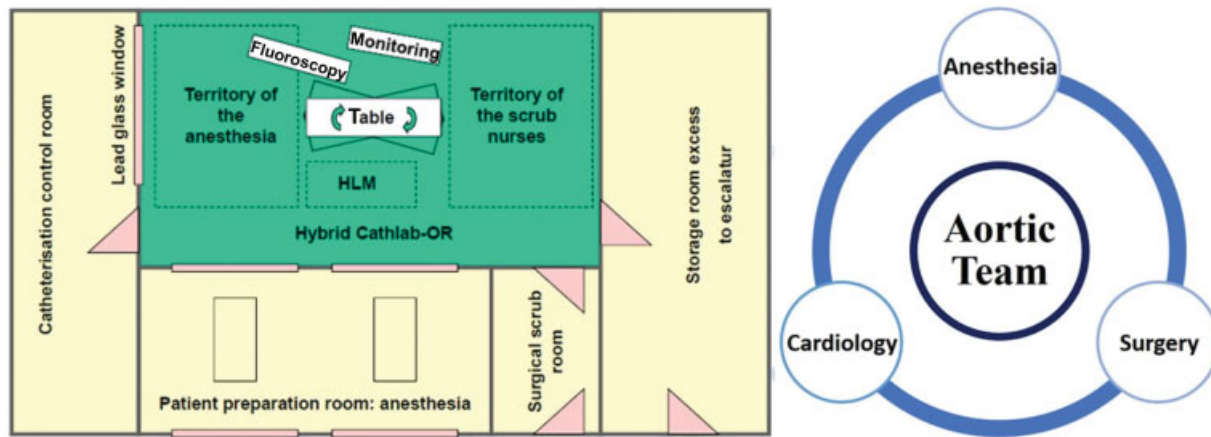 Catheterisation control room
Lead glass window
Fluoroscopy
Monitoring
Territory of
the
anesthesia
Table
Territory of
the scrub
nurses
HLM
Hybrid Cathlab-OR
Patient preparation room: anesthesia
Surgical scrub
room
Storage room excess
to escalatur
Anesthesia
Aortic
Team
Cardiology
Surgery